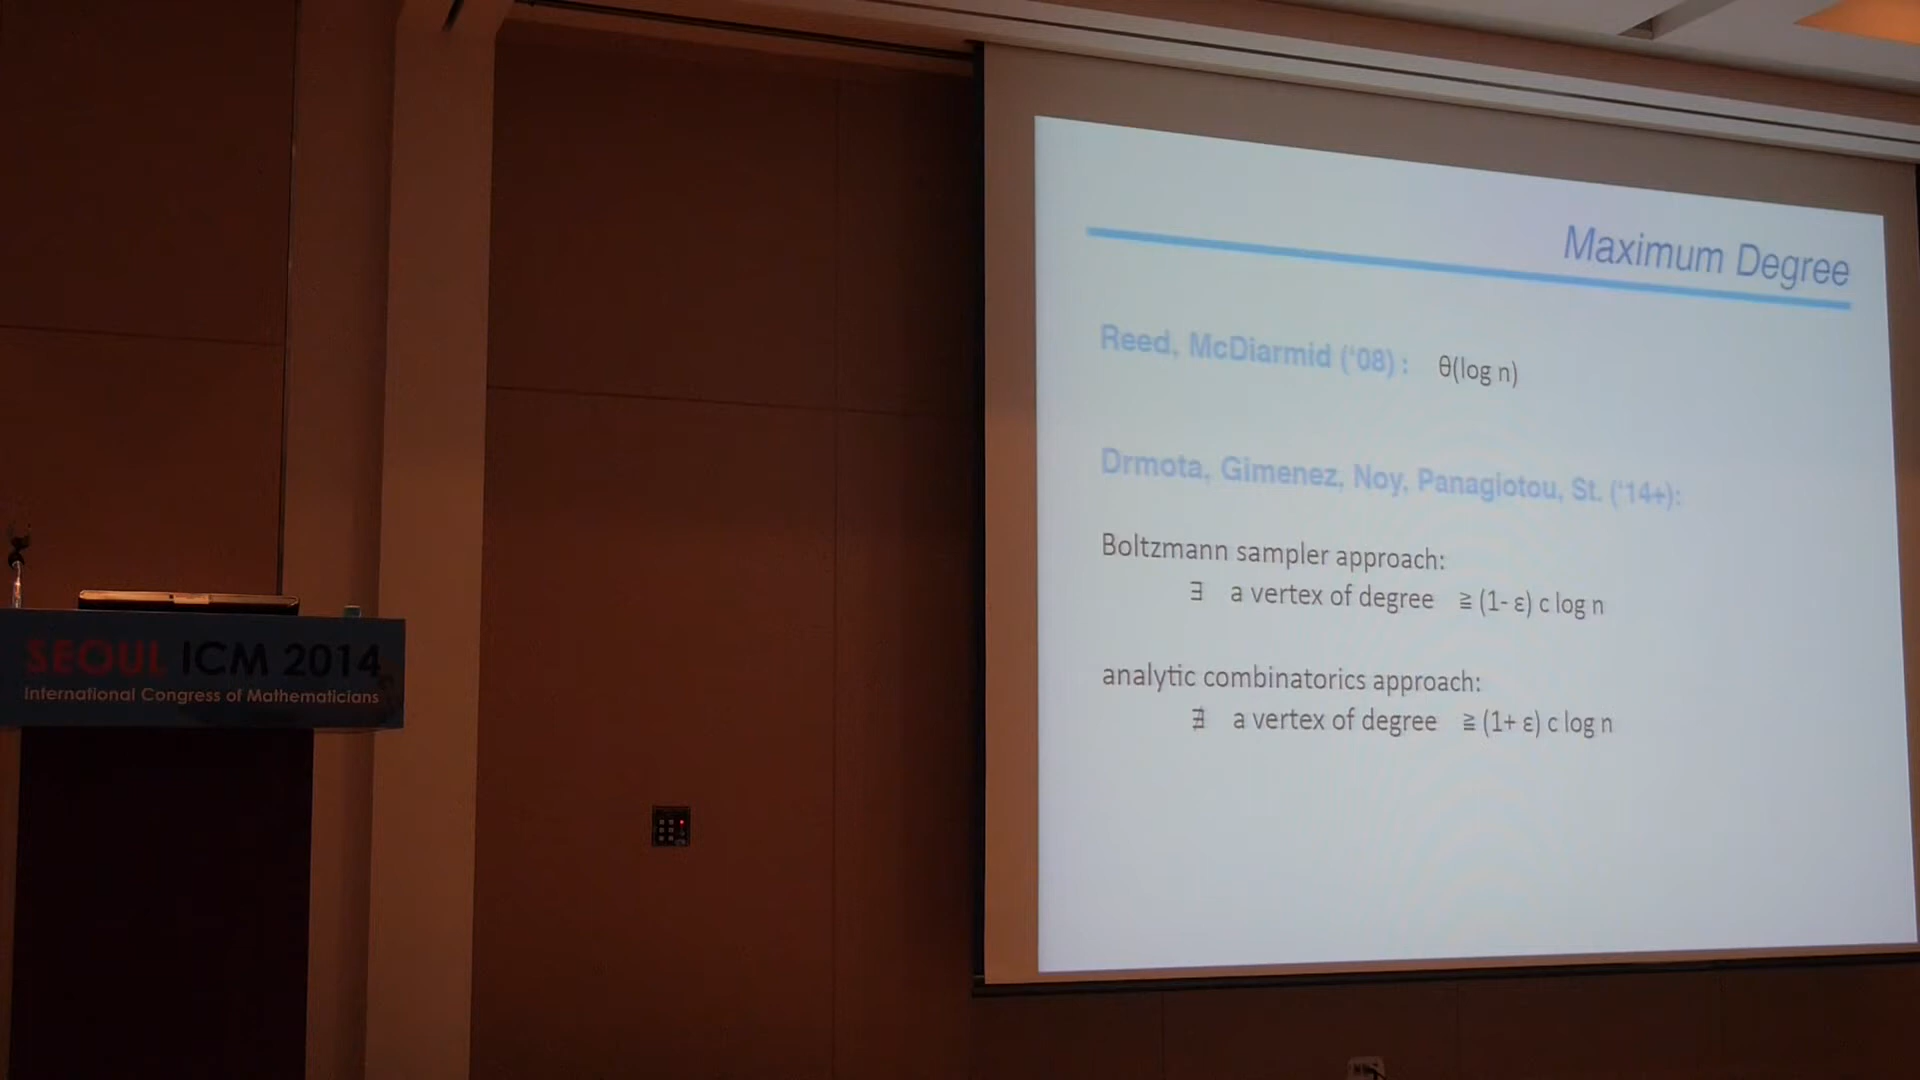 SEOUL ICM 2014
International Congress of Mathematicians
Maximum Degree
Reed, McDiarmid (‘08) : θ(log n)
Drmota, Gimenez, Noy, Panagiotou, St. (‘14+):
Boltzmann sampler approach:
∃ a vertex of degree ≧ (1- ε) c log n
analytic combinatorics approach:
∄ a vertex of degree ≧ (1+ ε) c log n